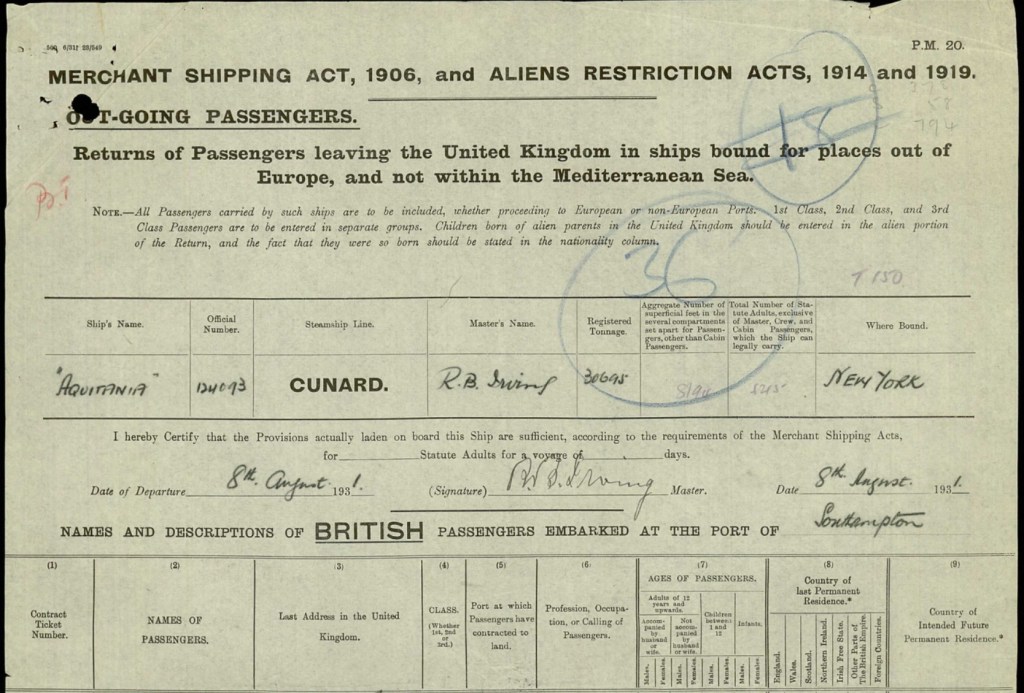 P.M. 20.
MERCHANT SHIPPING ACT, 1906, and ALIENS RESTRICTION ACTS, 1914 and 1919.
18
OUT-GOING PASSENGERS.
Returns of Passengers leaving the United Kingdom in ships bound for places out of
Europe, and not within the Mediterranean Sea.
NOTE.—All Passengers carried by such ships are to be included, whether proceeding to European or non-European Ports. 1st Class, 2nd Class, and 3rd
Class Passengers are to be entered in separate groups. Children born of alien parents in the United Kingdom should be entered in the alien portion
of the Return, and the fact that they were so born should be stated in the nationality column.
36
T 150
Ship's Name.
Official
Number.
Steamship Line.
Master's Name.
Registered
Tonnage.
Aggregate Number of
superficial feet in the
several compartments
set apart for Passen-
gers, other than Cabin
Passengers.
Total Number of Sta-
tute Adults, exclusive
of Master, Crew, and
Cabin Passengers,
which the Ship can
legally carry.
Where Bound.
"AQUITANIA"
124093
CUNARD.
R.B. Irving
30695
NEW YORK
I hereby Certify that the Provisions actually laden on board this Ship are sufficient, according to the requirements of the Merchant Shipping Acts,
for Statute Adults for a voyage of days.
Date of Departure 8th. August 1931. (Signature) R.B. Irving Master. Date 8th. August. 1931.
NAMES AND DESCRIPTIONS OF BRITISH PASSENGERS EMBARKED AT THE PORT OF Southampton
(1)
Contract
Ticket
Number.
(2)
NAMES OF
PASSENGERS.
(3)
Last Address in the United
Kingdom.
(4)
CLASS.
(Whether
1st, 2nd
or
3rd.)
(5)
Port at which
Passengers have
contracted to
land.
(6)
Profession, Occupa-
tion, or Calling of
Passengers.
(7)
AGES OF PASSENGERS.
Adults of 12
years and
upwards.
Accom-
panied
by
husband
or
wife.
Not
accom-
panied by
husband
or wife.
Children
between
1 and
12
Infants.
Males.
Females.
Males.
Females.
Males.
Females.
Males.
Females.
(8)
Country of
last Permanent
Residence.*
England.
Wales.
Scotland.
Northern Ireland.
Irish Free State.
Other Parts of
The British Empire.
Foreign Countries.
(9)
Country of
Intended Future
Permanent Residence.*